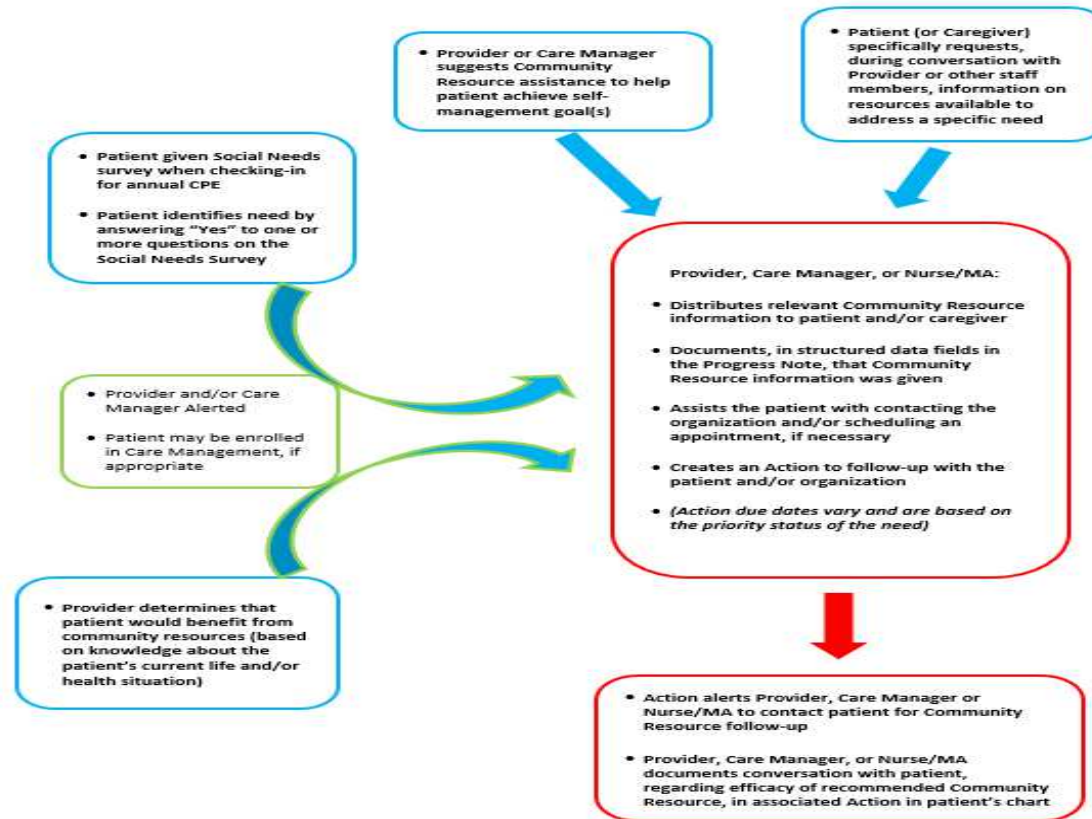 • Provider or Care Manager
suggests Community
Resource assistance to help
patient achieve self-
management goal(s)
• Patient (or Caregiver)
specifically requests,
during conversation with
Provider or other staff
members, information on
resources available to
address a specific need
• Patient given Social Needs
survey when checking-in
for annual CPE
• Patient identifies need by
answering "Yes" to one or
more questions on the
Social Needs Survey
• Provider and/or Care
Manager Alerted
• Patient may be enrolled
in Care Management, if
appropriate
• Provider determines that
patient would benefit from
community resources (based
on knowledge about the
patient's current life and/or
health situation)
Provider, Care Manager, or Nurse/MA:
• Distributes relevant Community Resource
information to patient and/or caregiver
• Documents, in structured data fields in
the Progress Note, that Community
Resource information was given
• Assists the patient with contacting the
organization and/or scheduling an
appointment, if necessary
• Creates an Action to follow-up with the
patient and/or organization
• (Action due dates vary and are based on
the priority status of the need)
• Action alerts Provider, Care Manager or
Nurse/MA to contact patient for Community
Resource follow-up
• Provider, Care Manager, or Nurse/MA
documents conversation with patient,
regarding efficacy of recommended Community
Resource, in associated Action in patient's chart